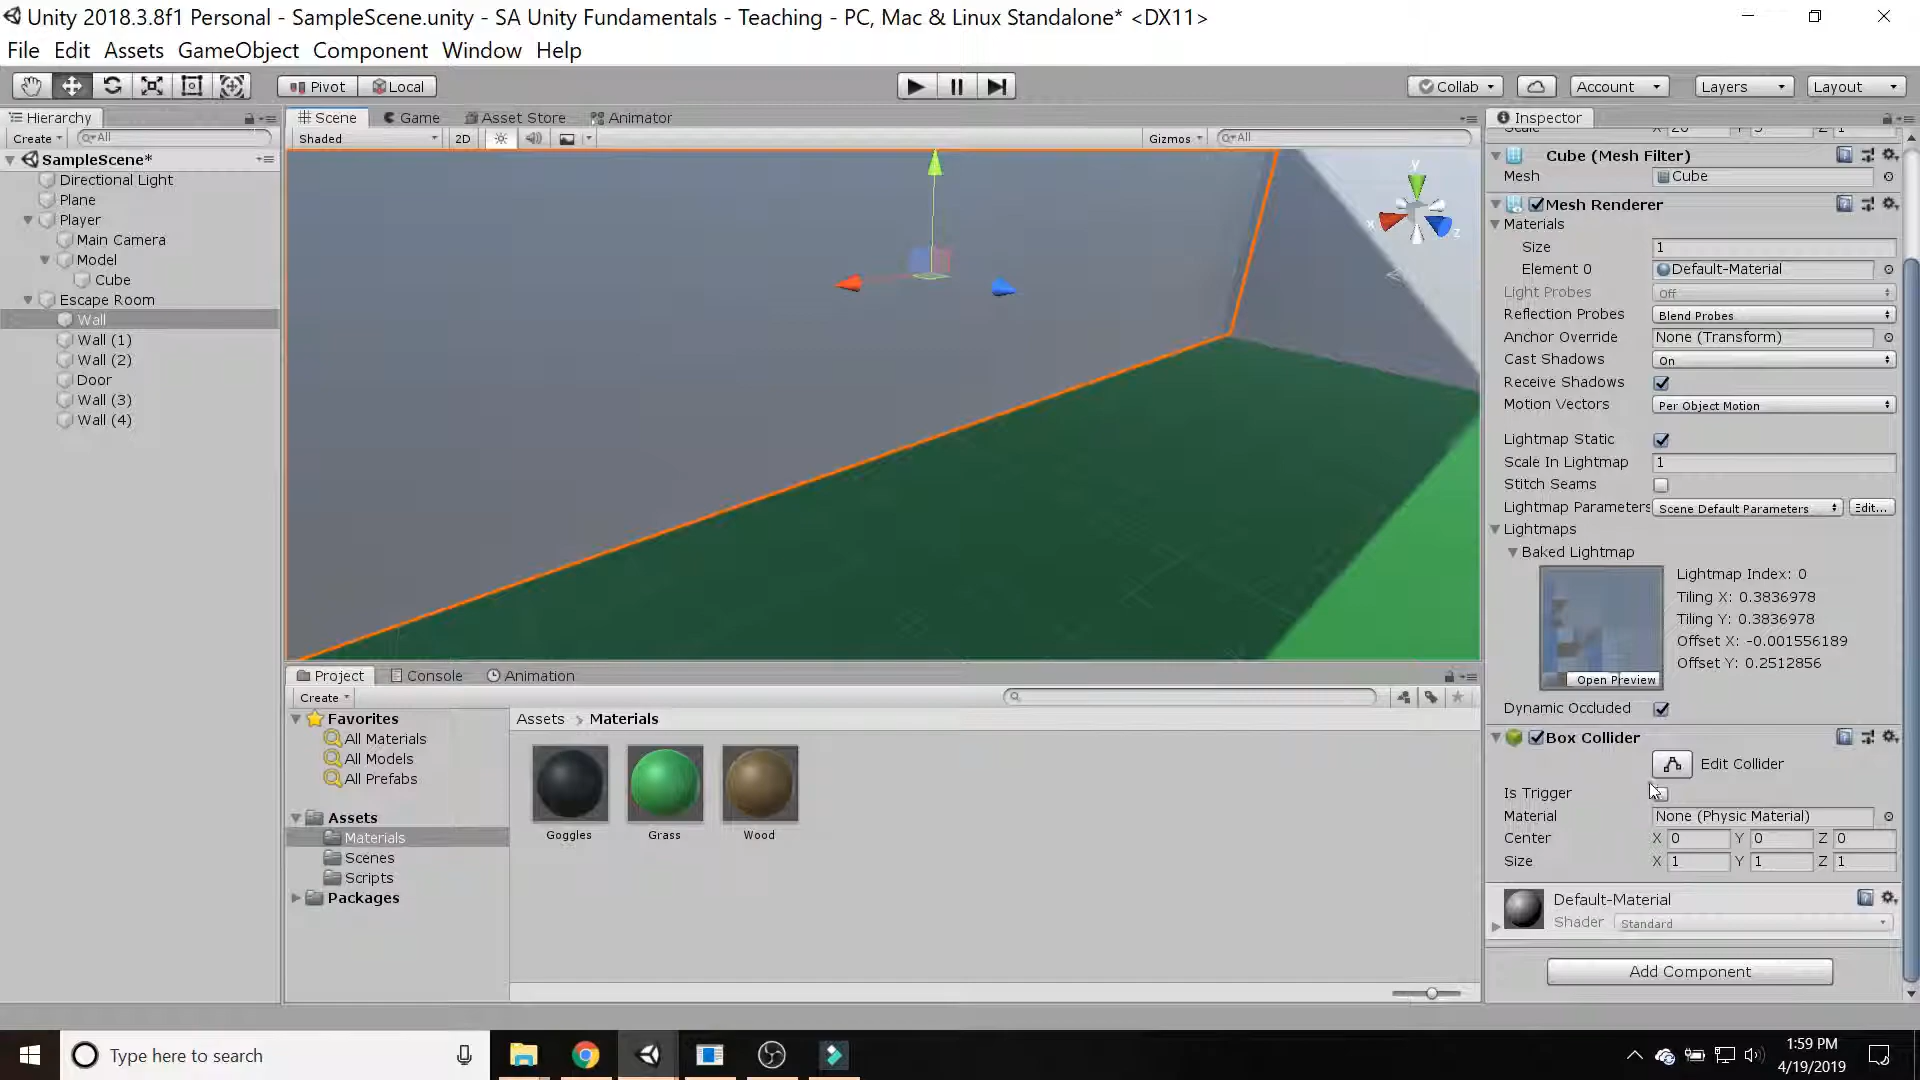 Unity 2018.3.8f1 Personal - SampleScene.unity - SA Unity Fundamentals - Teaching - PC, Mac & Linux Standalone* <DX11>
File Edit Assets GameObject Component Window Help
Pivot Local Collab Account Layers Layout
Hierarchy
Create All
SampleScene*
Directional Light
Plane
Player
Main Camera
Model
Cube
Escape Room
Wall
Wall (1)
Wall (2)
Door
Wall (3)
Wall (4)
Scene Game Asset Store Animator
Shaded 2D Gizmos All
y
x
z
Project Console Animation
Create
Favorites
All Materials
All Models
All Prefabs
Assets
Materials
Scenes
Scripts
Packages
Assets > Materials
Goggles Grass Wood
Inspector
Scale X 20 Y 5 Z 1
Cube (Mesh Filter)
Mesh Cube
Mesh Renderer
Materials
Size 1
Element 0 Default-Material
Light Probes Off
Reflection Probes Blend Probes
Anchor Override None (Transform)
Cast Shadows On
Receive Shadows
Motion Vectors Per Object Motion
Lightmap Static
Scale In Lightmap 1
Stitch Seams
Lightmap Parameters Scene Default Parameters Edit...
Lightmaps
Baked Lightmap
Lightmap Index: 0
Tiling X: 0.3836978
Tiling Y: 0.3836978
Offset X: -0.001556189
Offset Y: 0.2512856
Open Preview
Dynamic Occluded
Box Collider
Edit Collider
Is Trigger
Material None (Physic Material)
Center X 0 Y 0 Z 0
Size X 1 Y 1 Z 1
Default-Material
Shader Standard
Add Component
Type here to search
1:59 PM
4/19/2019